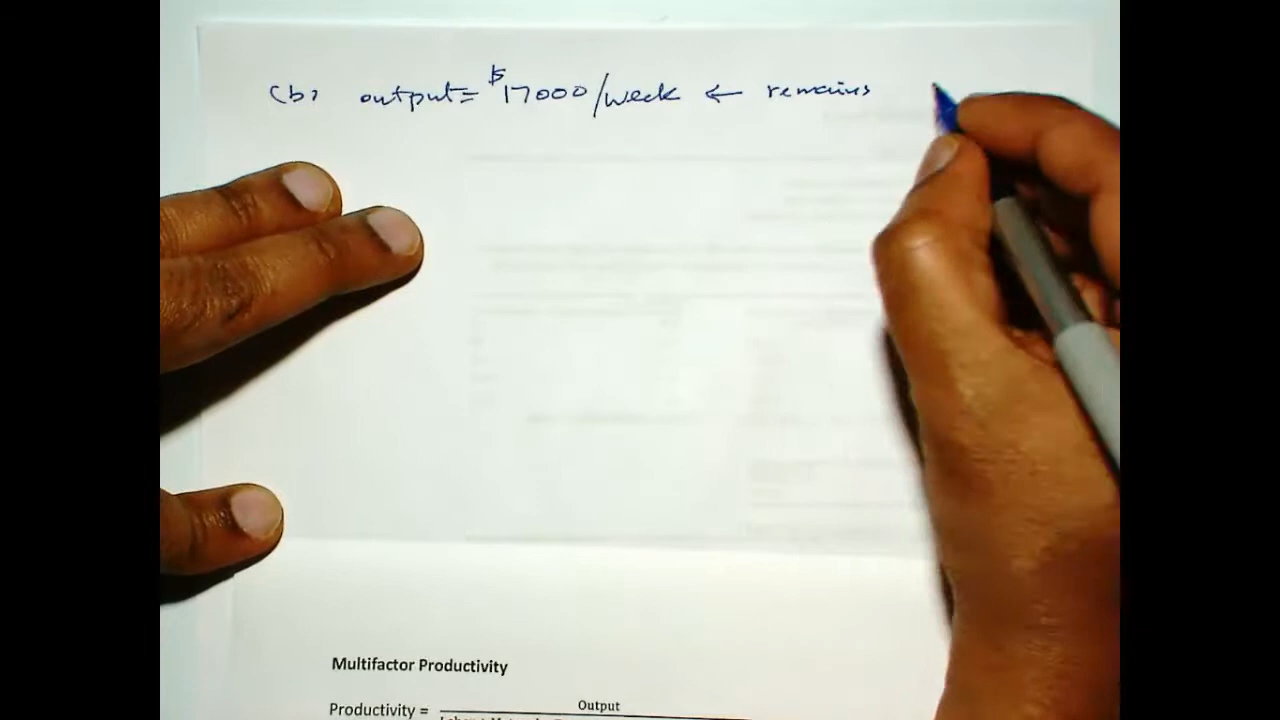 (b) output = $17000/week ← remains
Multifactor Productivity
Productivity = Output